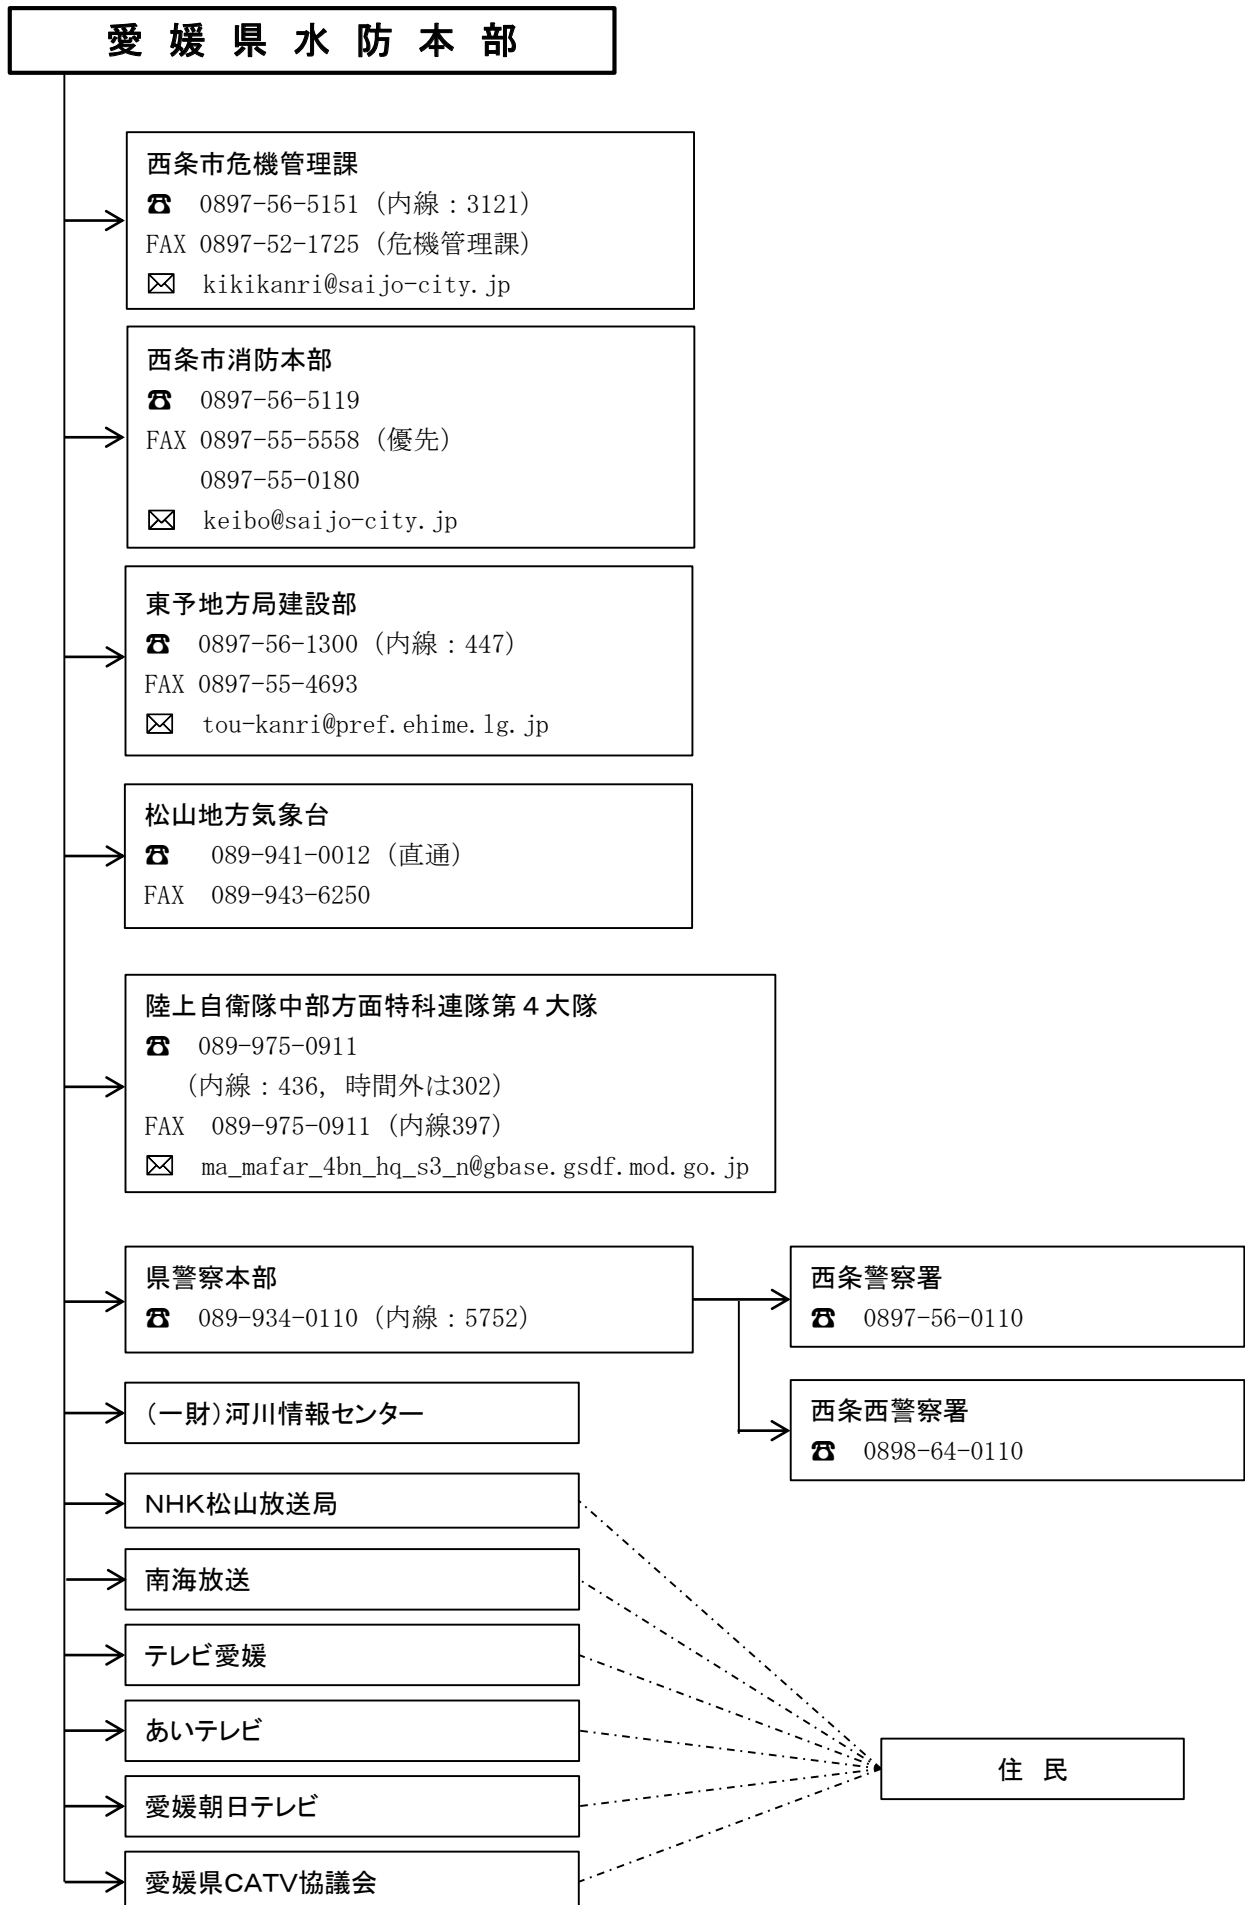 愛媛県水防本部
西条市危機管理課
☎ 0897-56-5151（内線：3121）
FAX 0897-52-1725（危機管理課）
✉ kikikanri@saijo-city.jp
西条市消防本部
☎ 0897-56-5119
FAX 0897-55-5558（優先）
0897-55-0180
✉ keibo@saijo-city.jp
東予地方局建設部
☎ 0897-56-1300（内線：447）
FAX 0897-55-4693
✉ tou-kanri@pref.ehime.lg.jp
松山地方気象台
☎ 089-941-0012（直通）
FAX 089-943-6250
陸上自衛隊中部方面特科連隊第４大隊
☎ 089-975-0911
（内線：436，時間外は302）
FAX 089-975-0911（内線397）
✉ ma_mafar_4bn_hq_s3_n@gbase.gsdf.mod.go.jp
県警察本部
☎ 089-934-0110（内線：5752）
西条警察署
☎ 0897-56-0110
西条西警察署
☎ 0898-64-0110
（一財）河川情報センター
NHK松山放送局
南海放送
テレビ愛媛
あいテレビ
愛媛朝日テレビ
愛媛県CATV協議会
住 民